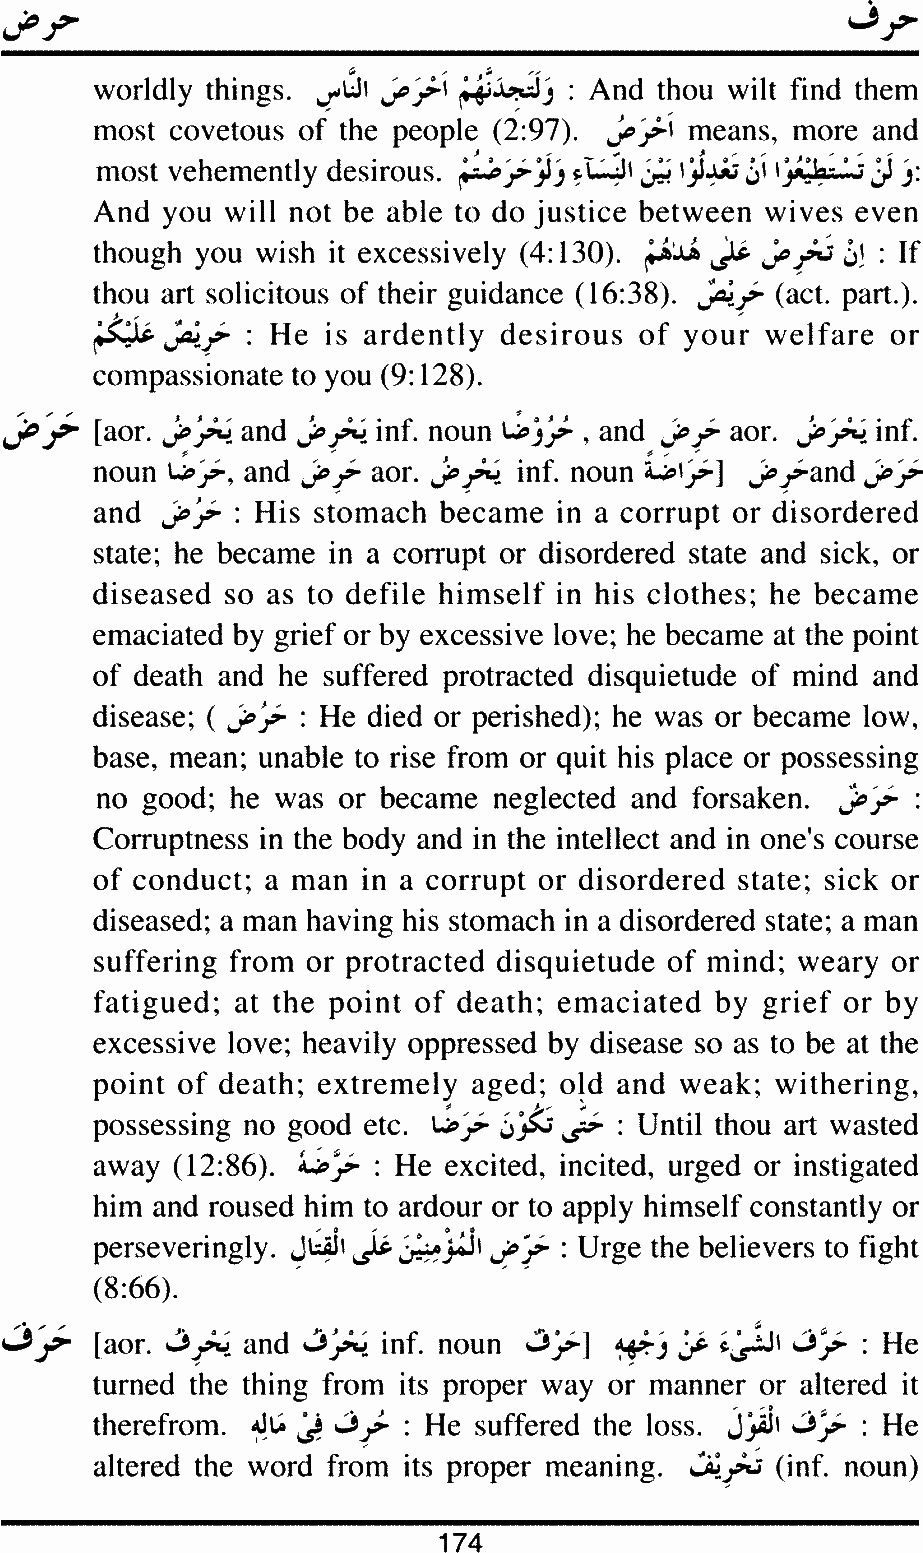 حرض حرف
worldly things. وَلَتَجِدَنَّهُمْ اَحْرَصَ النَّاسِ : And thou wilt find them
most covetous of the people (2:97). اَحْرَصُ means, more and
most vehemently desirous. وَ لَنْ تَسْتَطِيْعُوْا اَنْ تَعْدِلُوْا بَيْنَ النِّسَآءِ وَلَوْحَرَصْتُمْ:
And you will not be able to do justice between wives even
though you wish it excessively (4:130). اِنْ تَحْرِصْ عَلٰى هُدٰىهُمْ : If
thou art solicitous of their guidance (16:38). حَرِيْصٌ (act. part.).
حَرِيْصٌ عَلَيْكُمْ : He is ardently desirous of your welfare or
compassionate to you (9:128).
حَرَضَ [aor. يَحْرُضُ and يَحْرِضُ inf. noun حُرُوْضًا , and حَرِضَ aor. يَحْرَضُ inf.
noun حَرَضًا, and حَرِضَ aor. يَحْرِضُ inf. noun حَرَاضَةً] حَرِضَ and حَرَضَ
and حَرُضَ : His stomach became in a corrupt or disordered
state; he became in a corrupt or disordered state and sick, or
diseased so as to defile himself in his clothes; he became
emaciated by grief or by excessive love; he became at the point
of death and he suffered protracted disquietude of mind and
disease; ( حَرُضَ : He died or perished); he was or became low,
base, mean; unable to rise from or quit his place or possessing
no good; he was or became neglected and forsaken. حَرَضٌ :
Corruptness in the body and in the intellect and in one's course
of conduct; a man in a corrupt or disordered state; sick or
diseased; a man having his stomach in a disordered state; a man
suffering from or protracted disquietude of mind; weary or
fatigued; at the point of death; emaciated by grief or by
excessive love; heavily oppressed by disease so as to be at the
point of death; extremely aged; old and weak; withering,
possessing no good etc. حَتّٰى تَكُوْنَ حَرَضًا : Until thou art wasted
away (12:86). حَرَّضَهُ : He excited, incited, urged or instigated
him and roused him to ardour or to apply himself constantly or
perseveringly. حَرِّضِ الْمُؤْمِنِيْنَ عَلَى الْقِتَالِ : Urge the believers to fight
(8:66).
حَرَفَ [aor. يَحْرِفُ and يَحْرُفُ inf. noun حَرْفٌ] حَرَّفَ الشَّيْءَ عَنْ وَجْهِهِ : He
turned the thing from its proper way or manner or altered it
therefrom. حُرِفَ فِيْ مَالِهِ : He suffered the loss. حَرَّفَ الْقَوْلَ : He
altered the word from its proper meaning. تَحْرِيْفٌ (inf. noun)
174